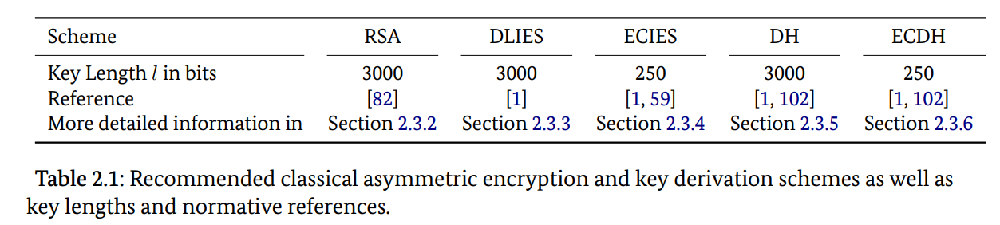 Scheme RSA DLIES ECIES DH ECDH
Key Length l in bits 3000 3000 250 3000 250
Reference [82] [1] [1, 59] [1, 102] [1, 102]
More detailed information in Section 2.3.2 Section 2.3.3 Section 2.3.4 Section 2.3.5 Section 2.3.6
Table 2.1: Recommended classical asymmetric encryption and key derivation schemes as well as
key lengths and normative references.